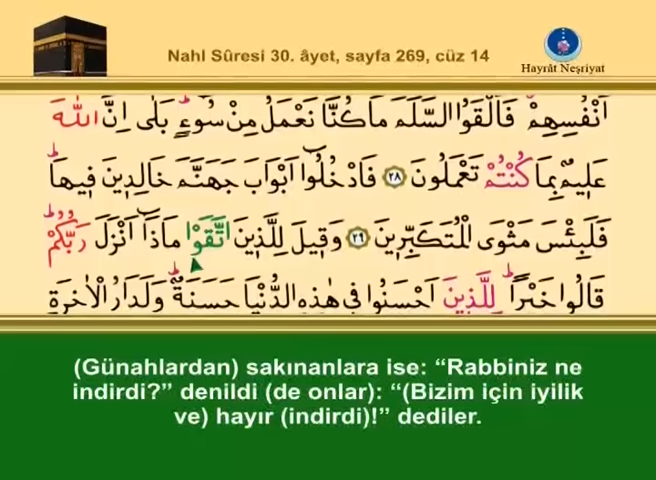 Nahl Sûresi 30. âyet, sayfa 269, cüz 14
Hayrât Neşriyat
اَنْفُسِهِمْ فَاَلْقَوُا السَّلَمَ مَا كُنَّا نَعْمَلُ مِنْ سُوءٍ بَلٰى اِنَّ اللّٰهَ
عَلِيمٌ بِمَا كُنْتُمْ تَعْمَلُونَ ٢٨ فَادْخُلُوا اَبْوَابَ جَهَنَّمَ خَالِدِينَ فِيهَا
فَلَبِئْسَ مَثْوَى الْمُتَكَبِّرِينَ ٢٩ وَقِيلَ لِلَّذِينَ اتَّقَوْا مَاذَا اَنْزَلَ رَبُّكُمْ
قَالُوا خَيْرًا لِلَّذِينَ اَحْسَنُوا فِى هٰذِهِ الدُّنْيَا حَسَنَةٌ وَلَدَارُ الْاٰخِرَةِ
(Günahlardan) sakınanlara ise: “Rabbiniz ne
indirdi?” denildi (de onlar): “(Bizim için iyilik
ve) hayır (indirdi)!” dediler.